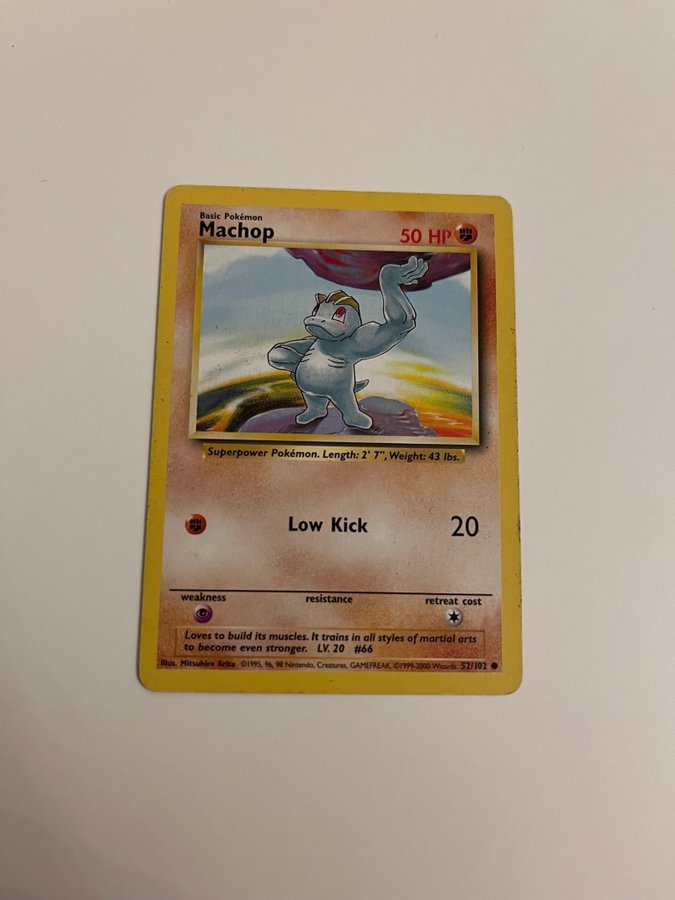 Basic Pokémon
Machop
50 HP
Superpower Pokémon. Length: 2' 7", Weight: 43 lbs.
Low Kick 20
weakness resistance retreat cost
Loves to build its muscles. It trains in all styles of martial arts
to become even stronger. LV. 20 #66
Illus. Mitsuhiro Arita ©1995, 96, 98 Nintendo, Creatures, GAMEFREAK. ©1999-2000 Wizards. 52/102